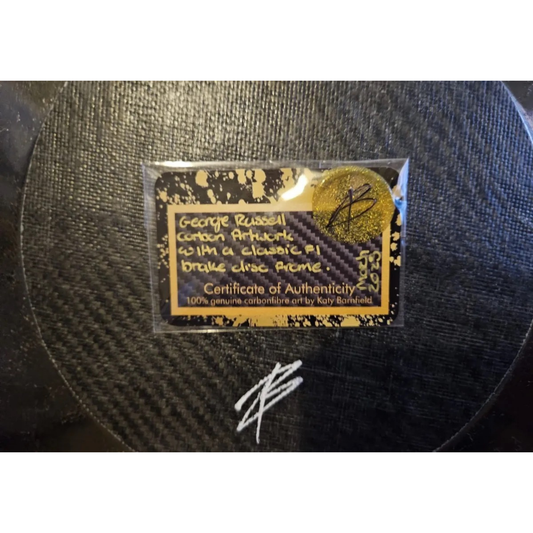 George Russell
carbon Artwork
with a classic F1
brake disc frame.
Certificate of Authenticity
100% genuine carbonfibre art by Katy Barnfield
2023